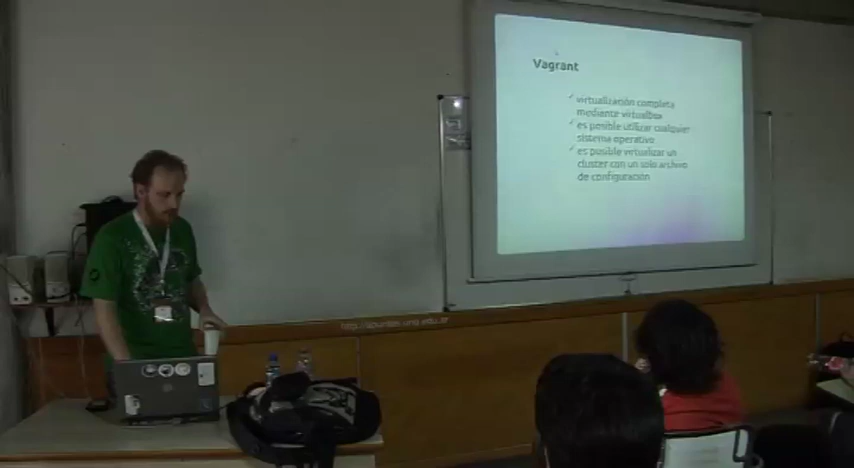 Vagrant
✓ virtualización completa
mediante virtualbox
✓ es posible utilizar cualquier
sistema operativo
✓ es posible virtualizar un
cluster con un solo archivo
de configuración